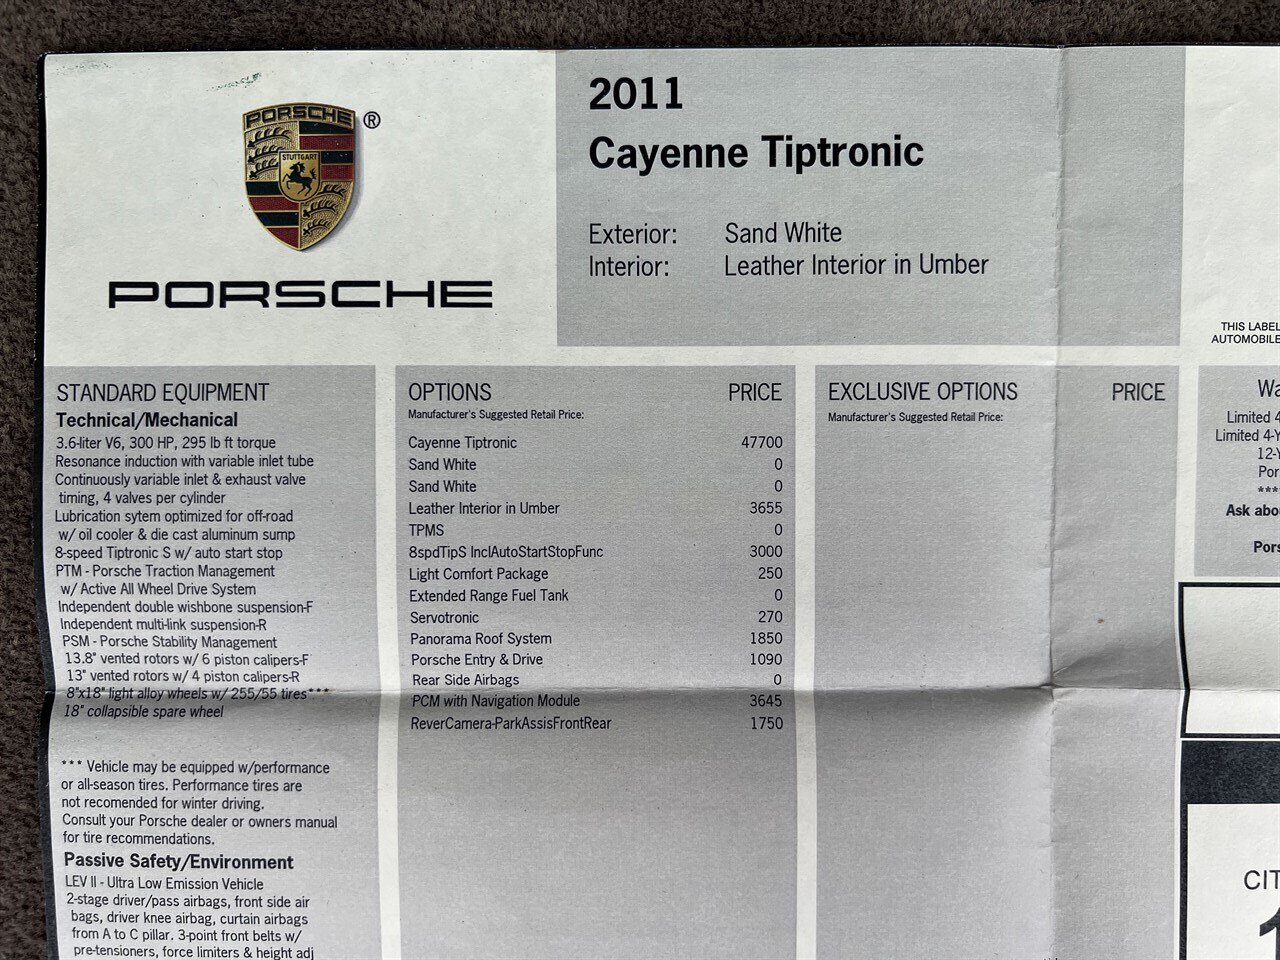 PORSCHE
STUTTGART
®
PORSCHE
2011
Cayenne Tiptronic
Exterior: Sand White
Interior: Leather Interior in Umber
THIS LABEL
AUTOMOBILE
STANDARD EQUIPMENT
Technical/Mechanical
3.6-liter V6, 300 HP, 295 lb ft torque
Resonance induction with variable inlet tube
Continuously variable inlet & exhaust valve
timing, 4 valves per cylinder
Lubrication sytem optimized for off-road
w/ oil cooler & die cast aluminum sump
8-speed Tiptronic S w/ auto start stop
PTM - Porsche Traction Management
w/ Active All Wheel Drive System
Independent double wishbone suspension-F
Independent multi-link suspension-R
PSM - Porsche Stability Management
13.8" vented rotors w/ 6 piston calipers-F
13" vented rotors w/ 4 piston calipers-R
8"x18" light alloy wheels w/ 255/55 tires***
18" collapsible spare wheel
*** Vehicle may be equipped w/performance
or all-season tires. Performance tires are
not recomended for winter driving.
Consult your Porsche dealer or owners manual
for tire recommendations.
Passive Safety/Environment
LEV II - Ultra Low Emission Vehicle
2-stage driver/pass airbags, front side air
bags, driver knee airbag, curtain airbags
from A to C pillar. 3-point front belts w/
pre-tensioners, force limiters & height adj
OPTIONS PRICE
Manufacturer's Suggested Retail Price:
Cayenne Tiptronic 47700
Sand White 0
Sand White 0
Leather Interior in Umber 3655
TPMS 0
8spdTipS InclAutoStartStopFunc 3000
Light Comfort Package 250
Extended Range Fuel Tank 0
Servotronic 270
Panorama Roof System 1850
Porsche Entry & Drive 1090
Rear Side Airbags 0
PCM with Navigation Module 3645
ReverCamera-ParkAssisFrontRear 1750
EXCLUSIVE OPTIONS PRICE
Manufacturer's Suggested Retail Price:
Wa
Limited 4
Limited 4-Y
12-Y
Por
***
Ask abou
Pors
CIT
1